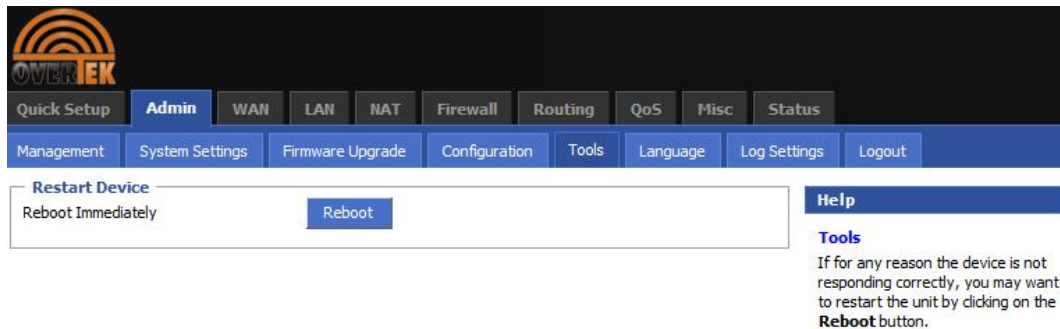 OVERTEK
Quick Setup Admin WAN LAN NAT Firewall Routing QoS Misc Status
Management System Settings Firmware Upgrade Configuration Tools Language Log Settings Logout
Restart Device
Reboot Immediately Reboot
Help
Tools
If for any reason the device is not
responding correctly, you may want
to restart the unit by clicking on the
Reboot button.